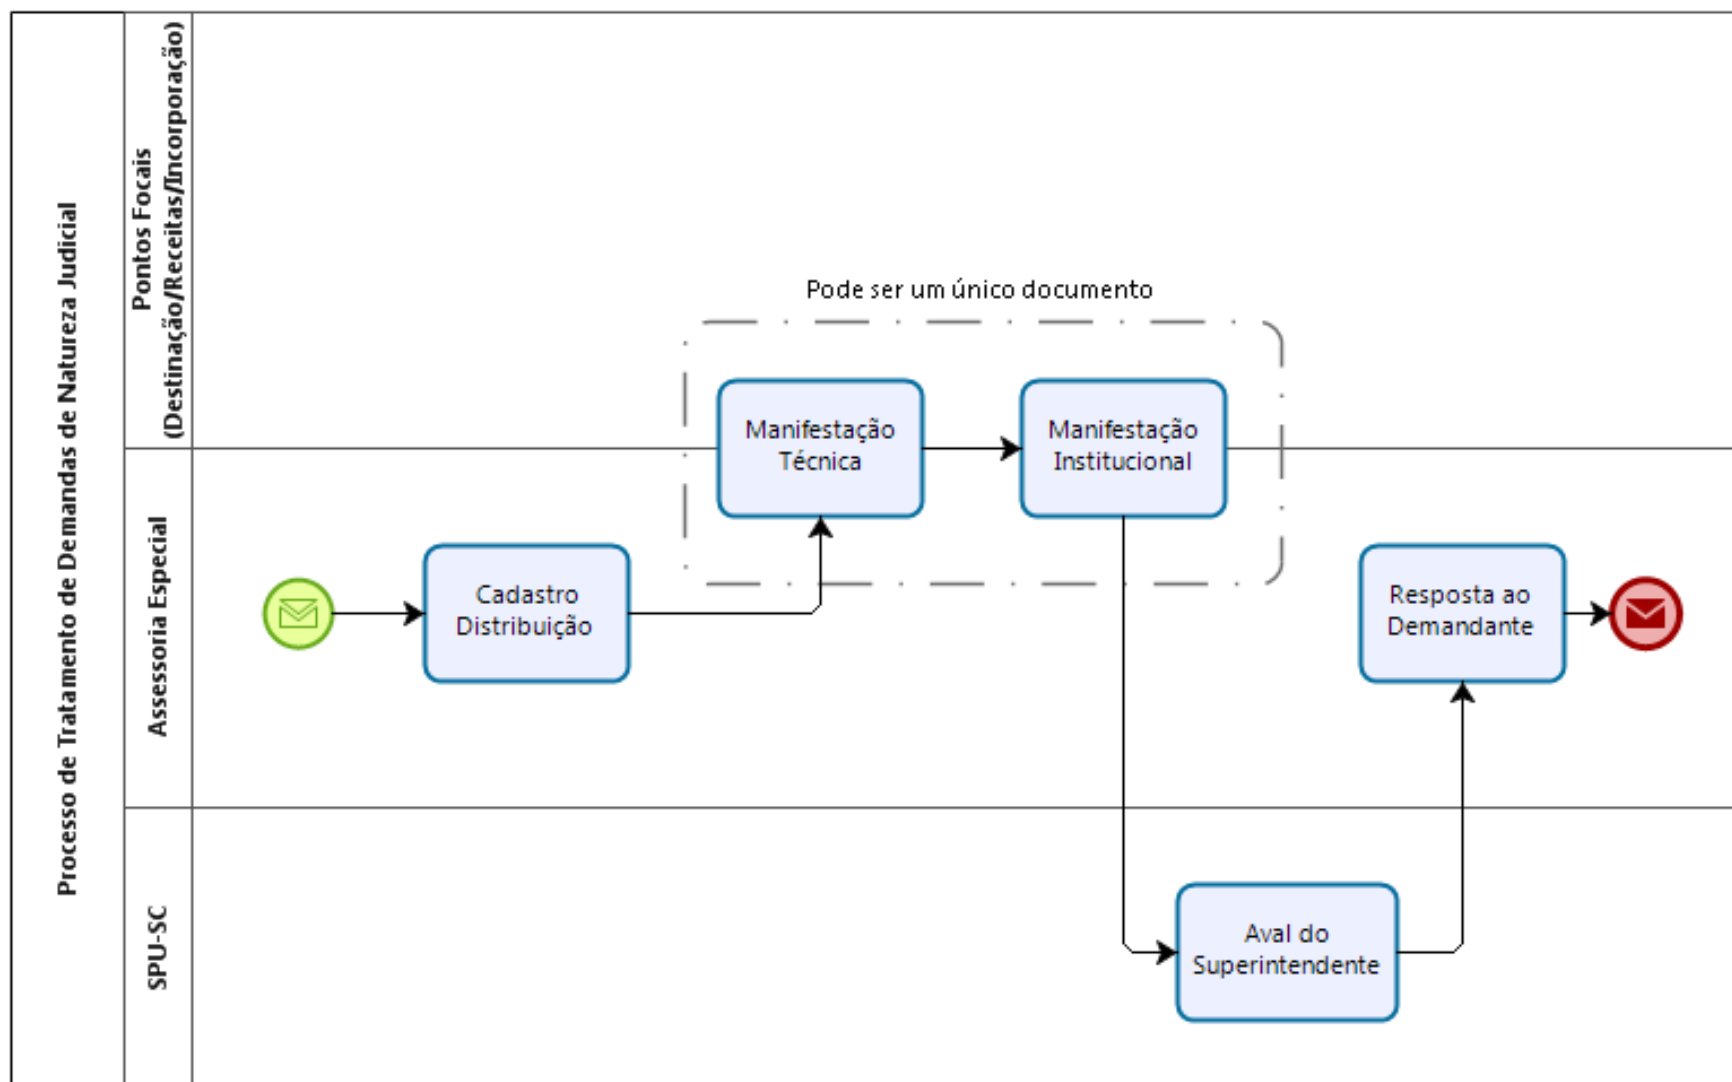 Processo de Tratamento de Demandas de Natureza Judicial
Pontos Focais
(Destinação/Receitas/Incorporação)
Pode ser um único documento
Manifestação
Técnica
Manifestação
Institucional
Assessoria Especial
Cadastro
Distribuição
Resposta ao
Demandante
SPU-SC
Aval do
Superintendente